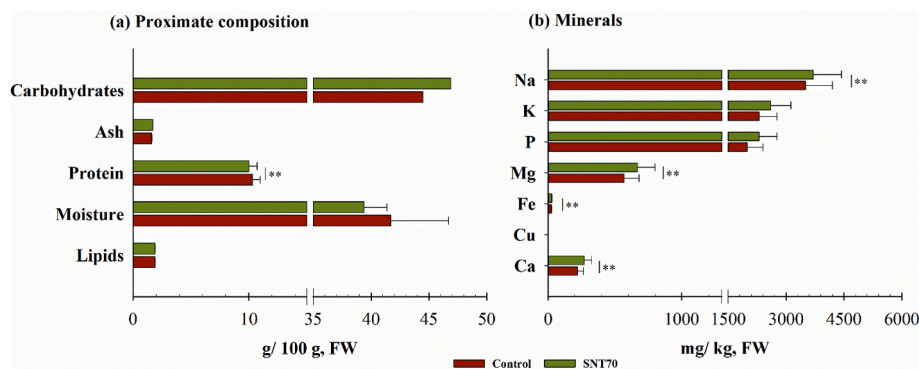 (a) Proximate composition
Carbohydrates
Ash
Protein
**
Moisture
Lipids
0 10 35 40 45 50
g/ 100 g, FW
(b) Minerals
Na
**
K
P
Mg
**
Fe
**
Cu
Ca
**
0 1000 1500 3000 4500 6000
mg/ kg, FW
Control SNT70